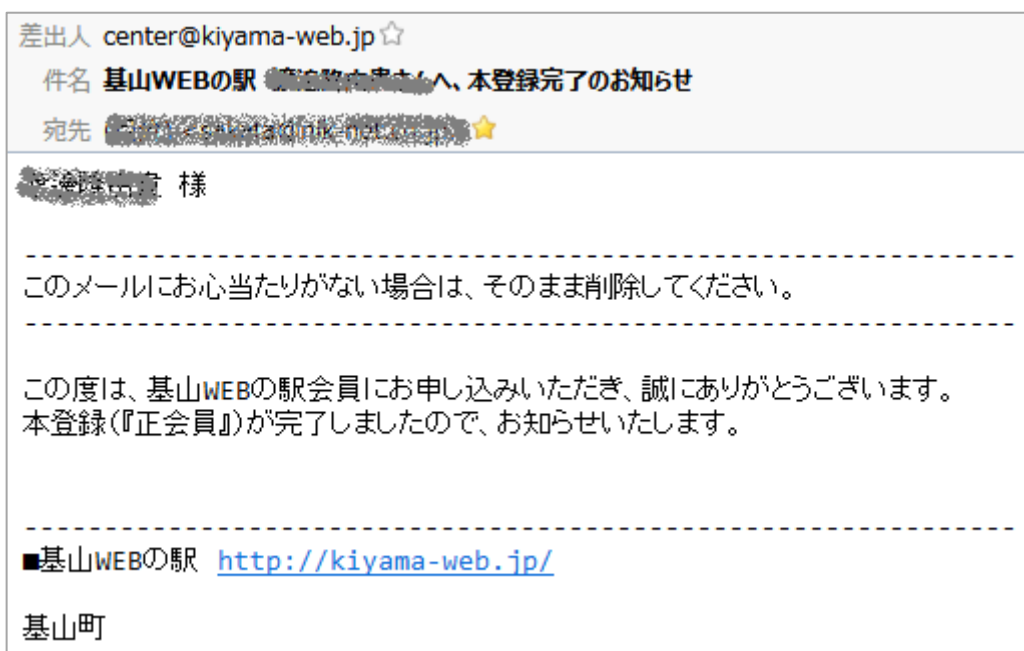 差出人 center@kiyama-web.jp
件名 基山WEBの駅 へ、本登録完了のお知らせ
宛先
様
--------------------------------------------------------------
このメールにお心当たりがない場合は、そのまま削除してください。
--------------------------------------------------------------
この度は、基山WEBの駅会員にお申し込みいただき、誠にありがとうございます。
本登録(『正会員』)が完了しましたので、お知らせいたします。
--------------------------------------------------------------
■基山WEBの駅 http://kiyama-web.jp/
基山町